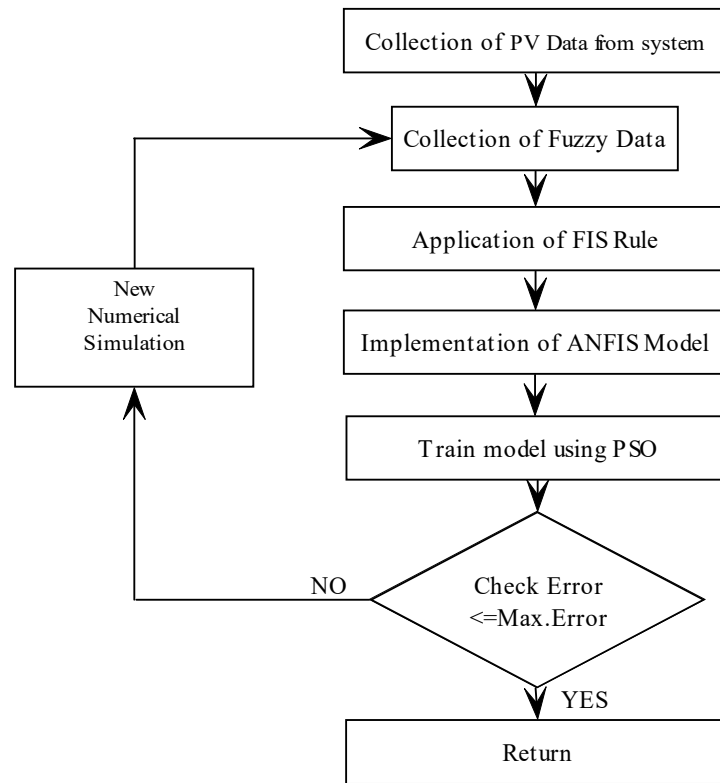 Collection of PV Data from system
Collection of Fuzzy Data
Application of FIS Rule
New
Numerical
Simulation
Implementation of ANFIS Model
Train model using PSO
NO
Check Error
<=Max.Error
YES
Return